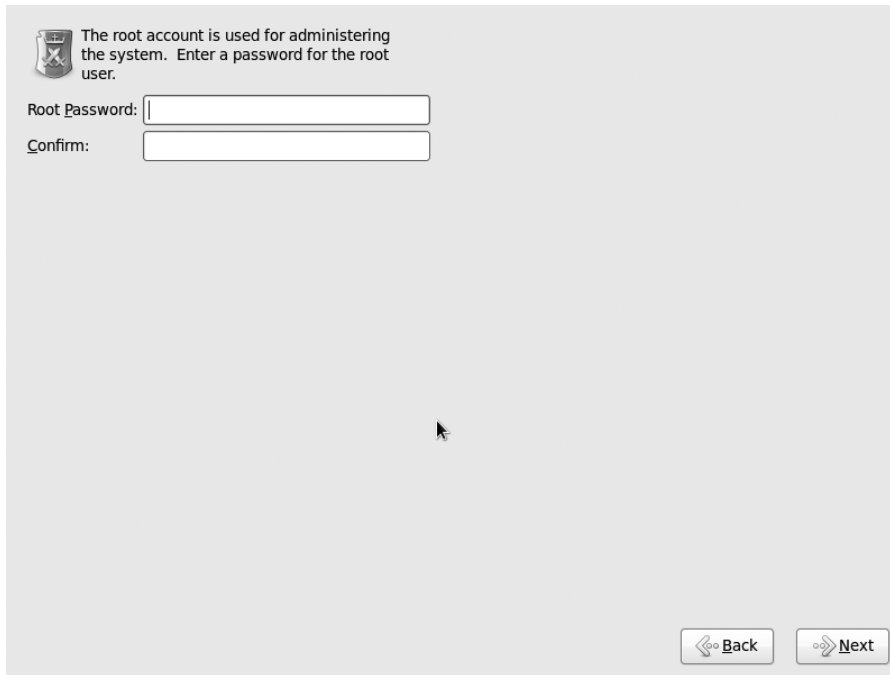 The root account is used for administering
the system.  Enter a password for the root
user.
Root Password:
Confirm:
Back
Next